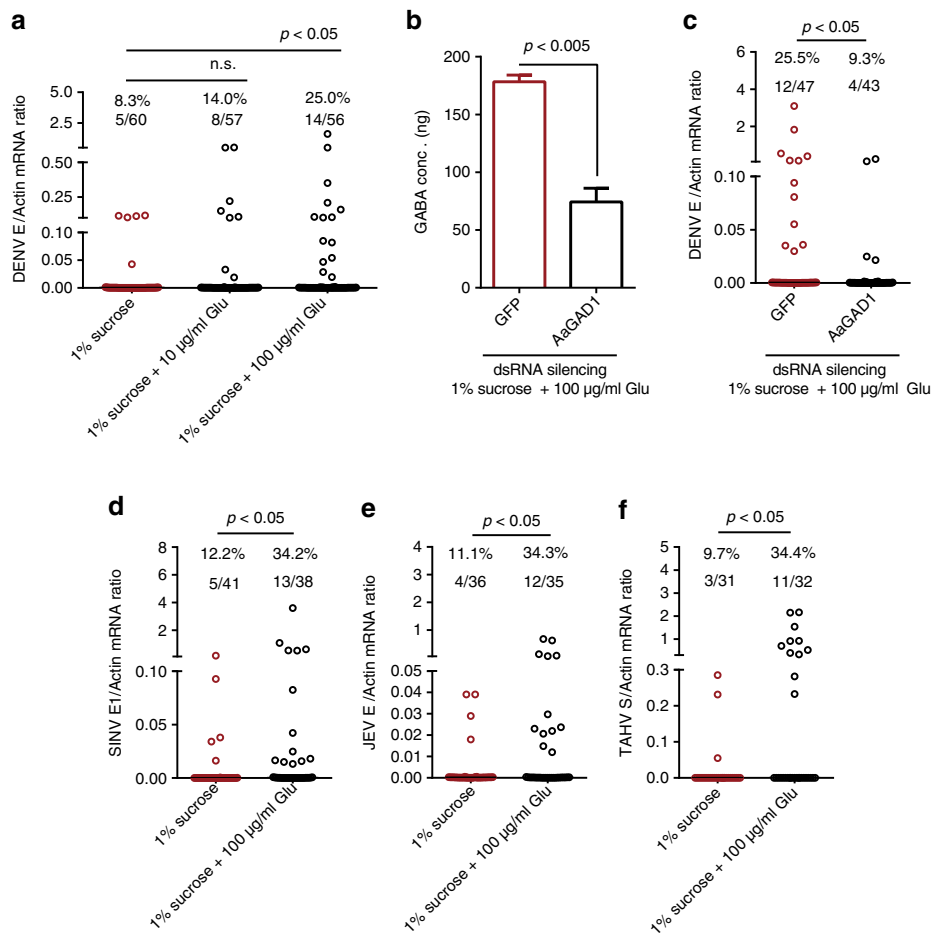 a
p < 0.05
n.s.
8.3%
14.0%
25.0%
5/60
8/57
14/56
DENV E/Actin mRNA ratio
5.0
2.5
0.50
0.25
0.10
0.05
0.00
1% sucrose
1% sucrose + 10 µg/ml Glu
1% sucrose + 100 µg/ml Glu
b
p < 0.005
GABA conc . (ng)
200
150
100
50
0
GFP
AaGAD1
dsRNA silencing
1% sucrose + 100 µg/ml Glu
c
p < 0.05
25.5%
9.3%
12/47
4/43
DENV E /Actin mRNA ratio
6
4
2
0.10
0.05
0.00
GFP
AaGAD1
dsRNA silencing
1% sucrose + 100 µg/ml Glu
d
p < 0.05
12.2%
34.2%
5/41
13/38
SINV E1/Actin mRNA ratio
8
6
4
2
0.10
0.05
0.00
1% sucrose
1% sucrose + 100 µg/ml Glu
e
p < 0.05
11.1%
34.3%
4/36
12/35
JEV E /Actin mRNA ratio
4
3
2
1
0.05
0.04
0.03
0.02
0.01
0.00
1% sucrose
1% sucrose + 100 µg/ml Glu
f
p < 0.05
9.7%
34.4%
3/31
11/32
TAHV S/Actin mRNA ratio
5
4
3
2
1
0.3
0.2
0.1
0.0
1% sucrose
1% sucrose + 100 µg/ml Glu